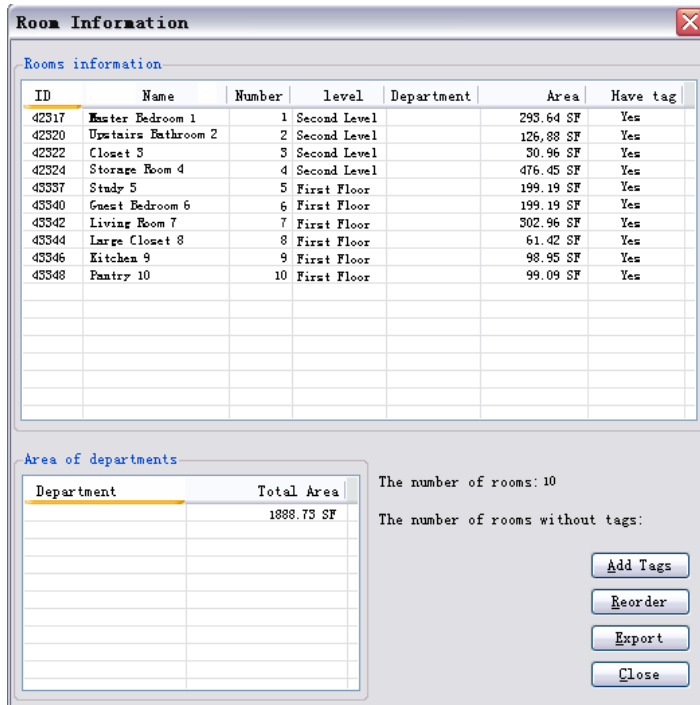 Room Information
Rooms information
ID Name Number level Department Area Have tag
42317 Master Bedroom 1 1 Second Level 293.64 SF Yes
42320 Upstairs Bathroom 2 2 Second Level 126,88 SF Yes
42322 Closet 3 3 Second Level 30.96 SF Yes
42324 Storage Room 4 4 Second Level 476.45 SF Yes
43337 Study 5 5 First Floor 199.19 SF Yes
43340 Guest Bedroom 6 6 First Floor 199.19 SF Yes
43342 Living Room 7 7 First Floor 302.96 SF Yes
43344 Large Closet 8 8 First Floor 61.42 SF Yes
43346 Kitchen 9 9 First Floor 98.95 SF Yes
43348 Pantry 10 10 First Floor 99.09 SF Yes
Area of departments
Department Total Area
1888.73 SF
The number of rooms: 10
The number of rooms without tags:
Add Tags
Reorder
Export
Close